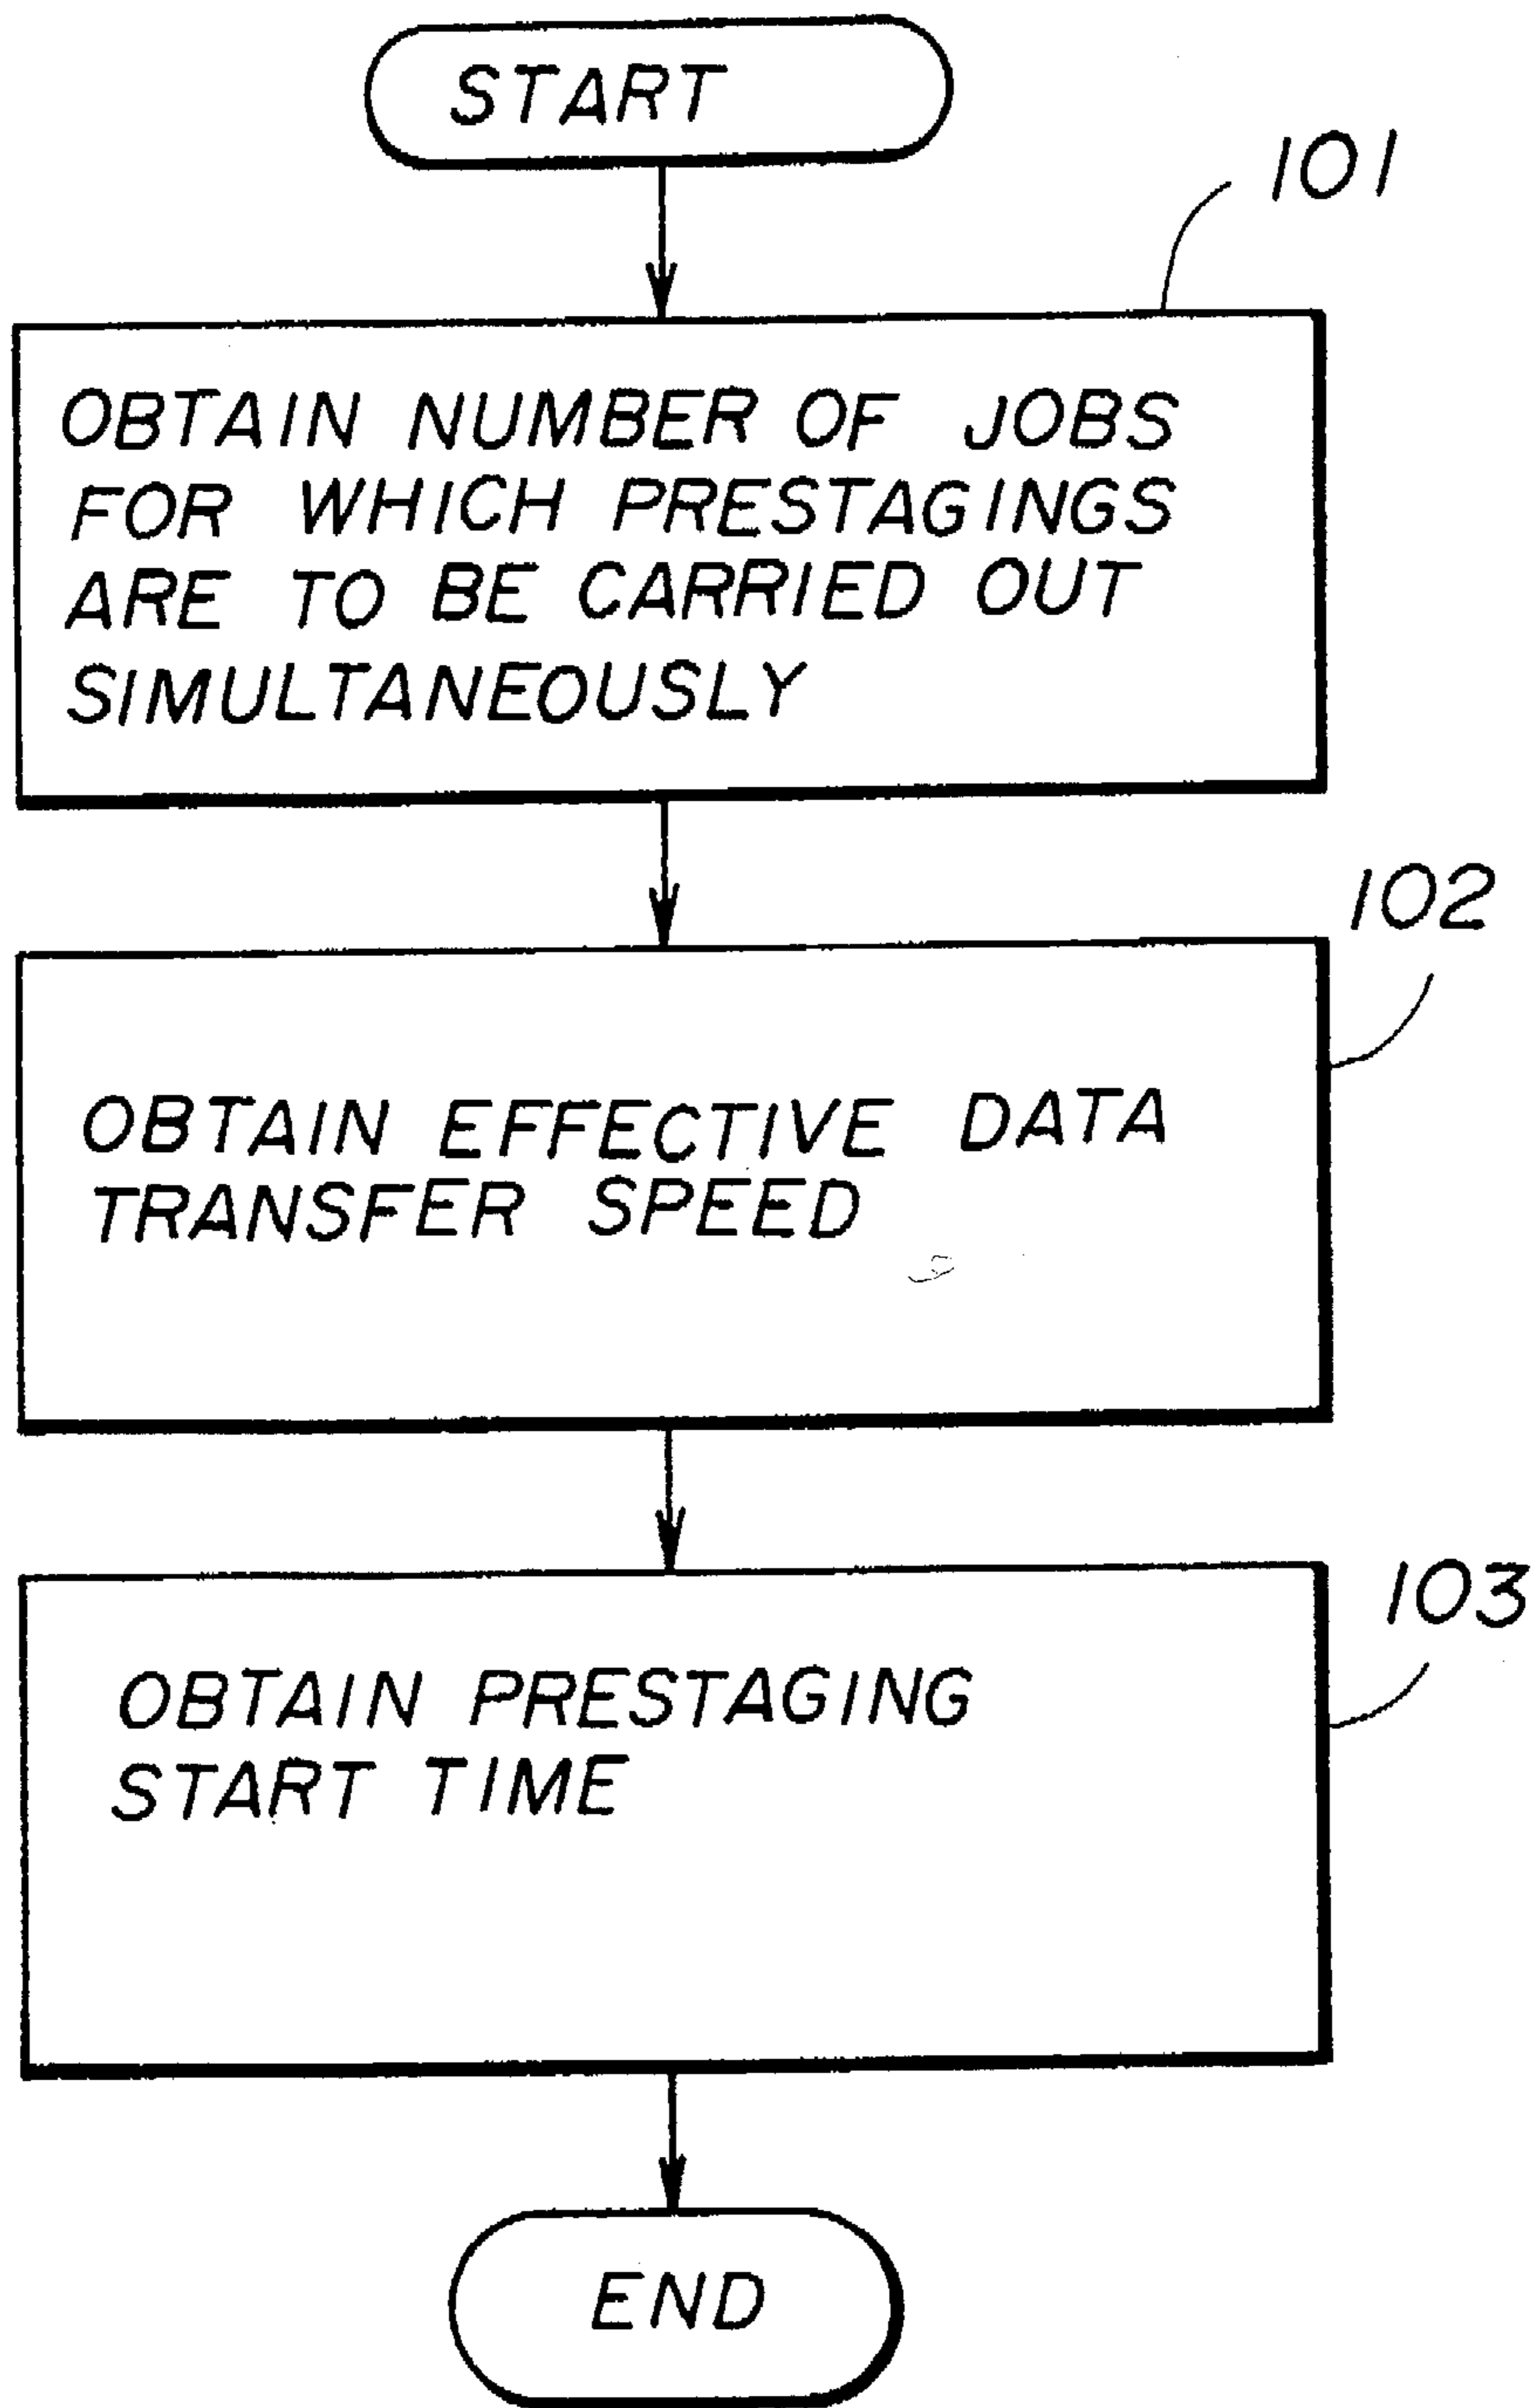 START
101
OBTAIN NUMBER OF JOBS
FOR WHICH PRESTAGINGS
ARE TO BE CARRIED OUT
SIMULTANEOUSLY
102
OBTAIN EFFECTIVE DATA
TRANSFER SPEED
103
OBTAIN PRESTAGING
START TIME
END